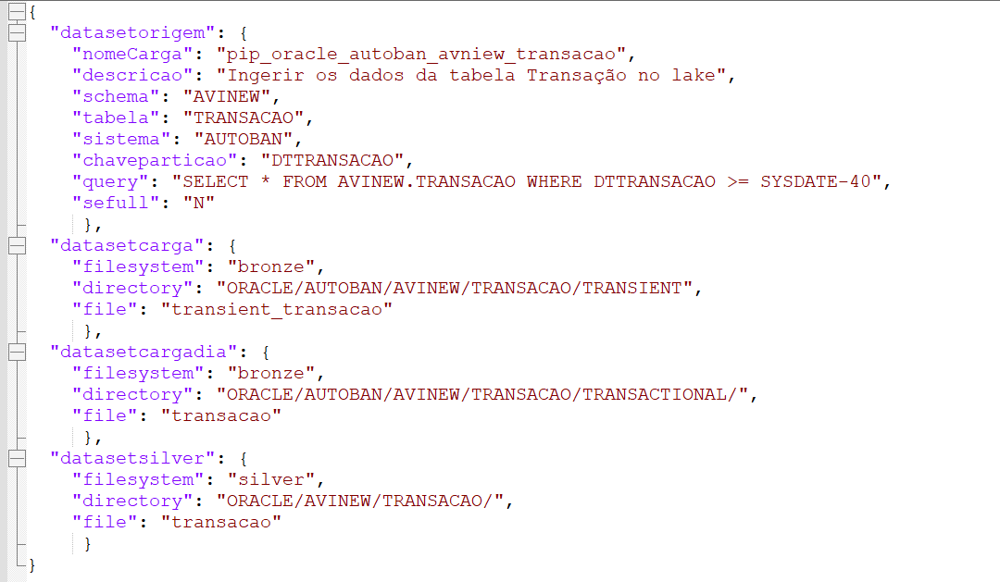 {
"datasetorigem": {
"nomeCarga": "pip_oracle_autoban_avniew_transacao",
"descricao": "Ingerir os dados da tabela Transação no lake",
"schema": "AVINEW",
"tabela": "TRANSACAO",
"sistema": "AUTOBAN",
"chaveparticao": "DTTRANSACAO",
"query": "SELECT * FROM AVINEW.TRANSACAO WHERE DTTRANSACAO >= SYSDATE-40",
"sefull": "N"
},
"datasetcarga": {
"filesystem": "bronze",
"directory": "ORACLE/AUTOBAN/AVINEW/TRANSACAO/TRANSIENT",
"file": "transient_transacao"
},
"datasetcargadia": {
"filesystem": "bronze",
"directory": "ORACLE/AUTOBAN/AVINEW/TRANSACAO/TRANSACTIONAL/",
"file": "transacao"
},
"datasetsilver": {
"filesystem": "silver",
"directory": "ORACLE/AVINEW/TRANSACAO/",
"file": "transacao"
}
}